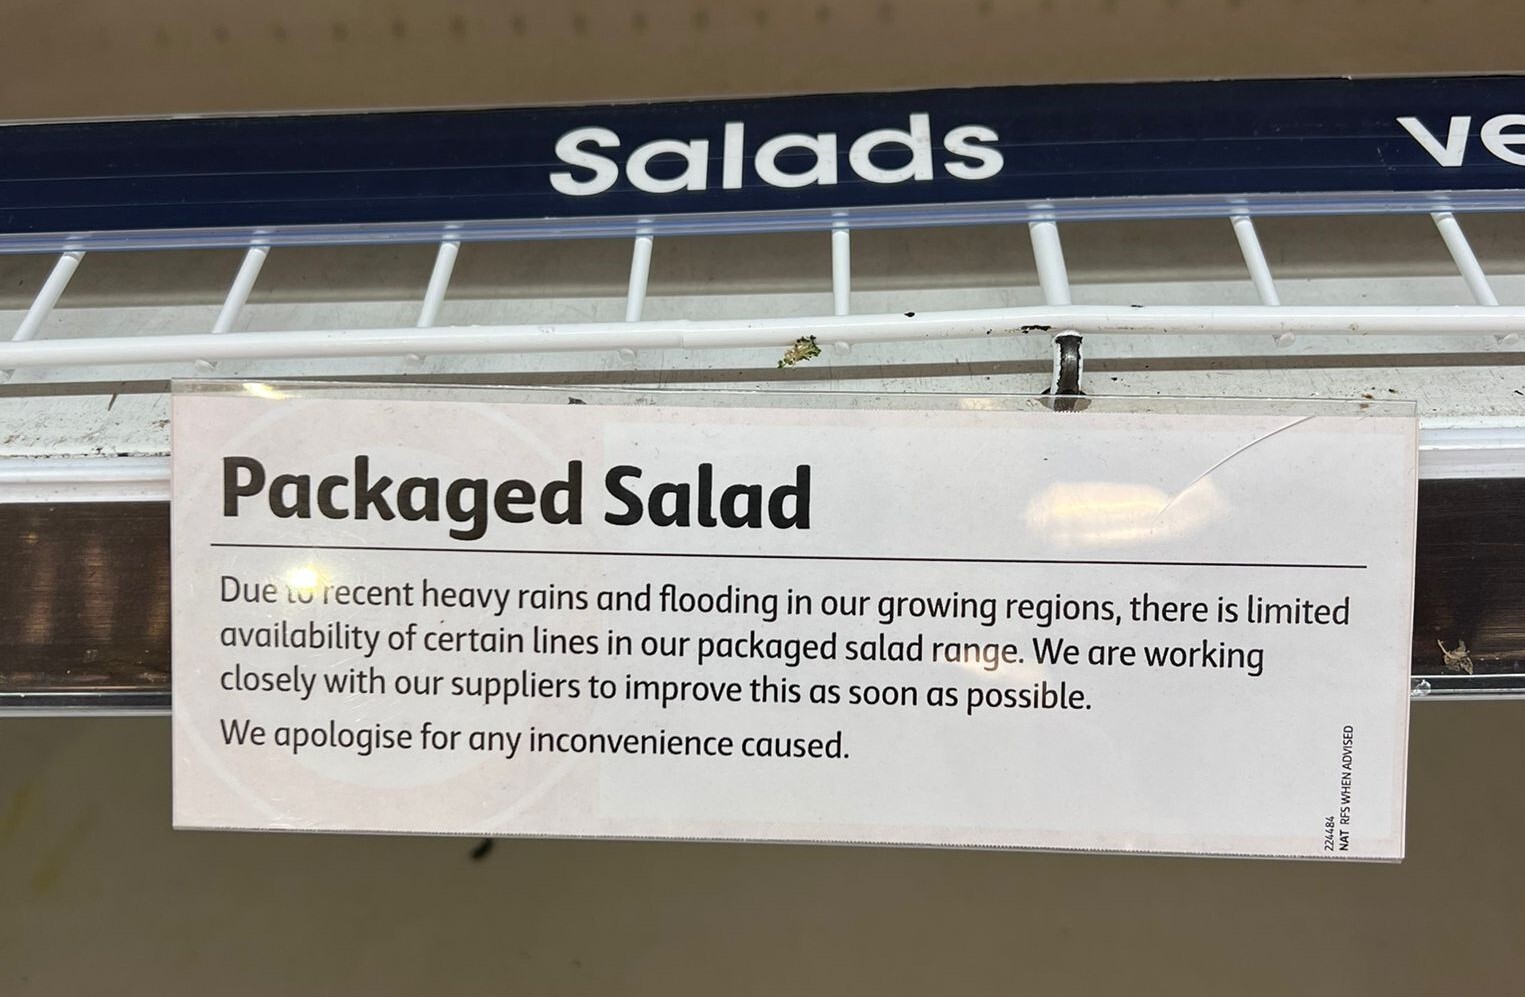 Salads
ve
Packaged Salad
Due to recent heavy rains and flooding in our growing regions, there is limited
availability of certain lines in our packaged salad range. We are working
closely with our suppliers to improve this as soon as possible.
We apologise for any inconvenience caused.
224484
NAT RFS WHEN ADVISED